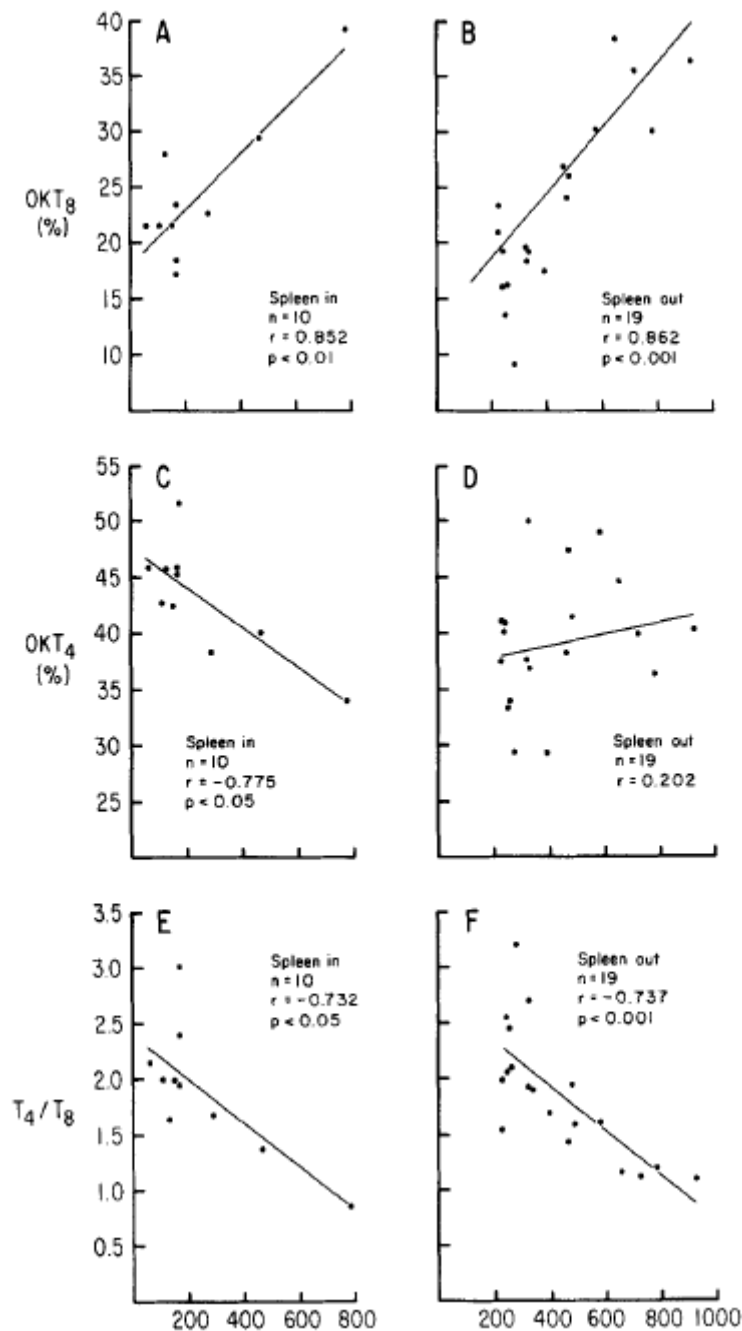 A
B
40
35
30
25
20
15
10
OKT8
(%)
Spleen in
n = 10
r = 0.852
p < 0.01
Spleen out
n = 19
r = 0.862
p < 0.001
C
D
55
50
45
40
35
30
25
OKT4
(%)
Spleen in
n = 10
r = -0.775
p < 0.05
Spleen out
n = 19
r = 0.202
E
F
3.5
3.0
2.5
2.0
1.5
1.0
0.5
T4/T8
Spleen in
n = 10
r = -0.732
p < 0.05
Spleen out
n = 19
r = -0.737
p < 0.001
200 400 600 800
200 400 600 800 1000